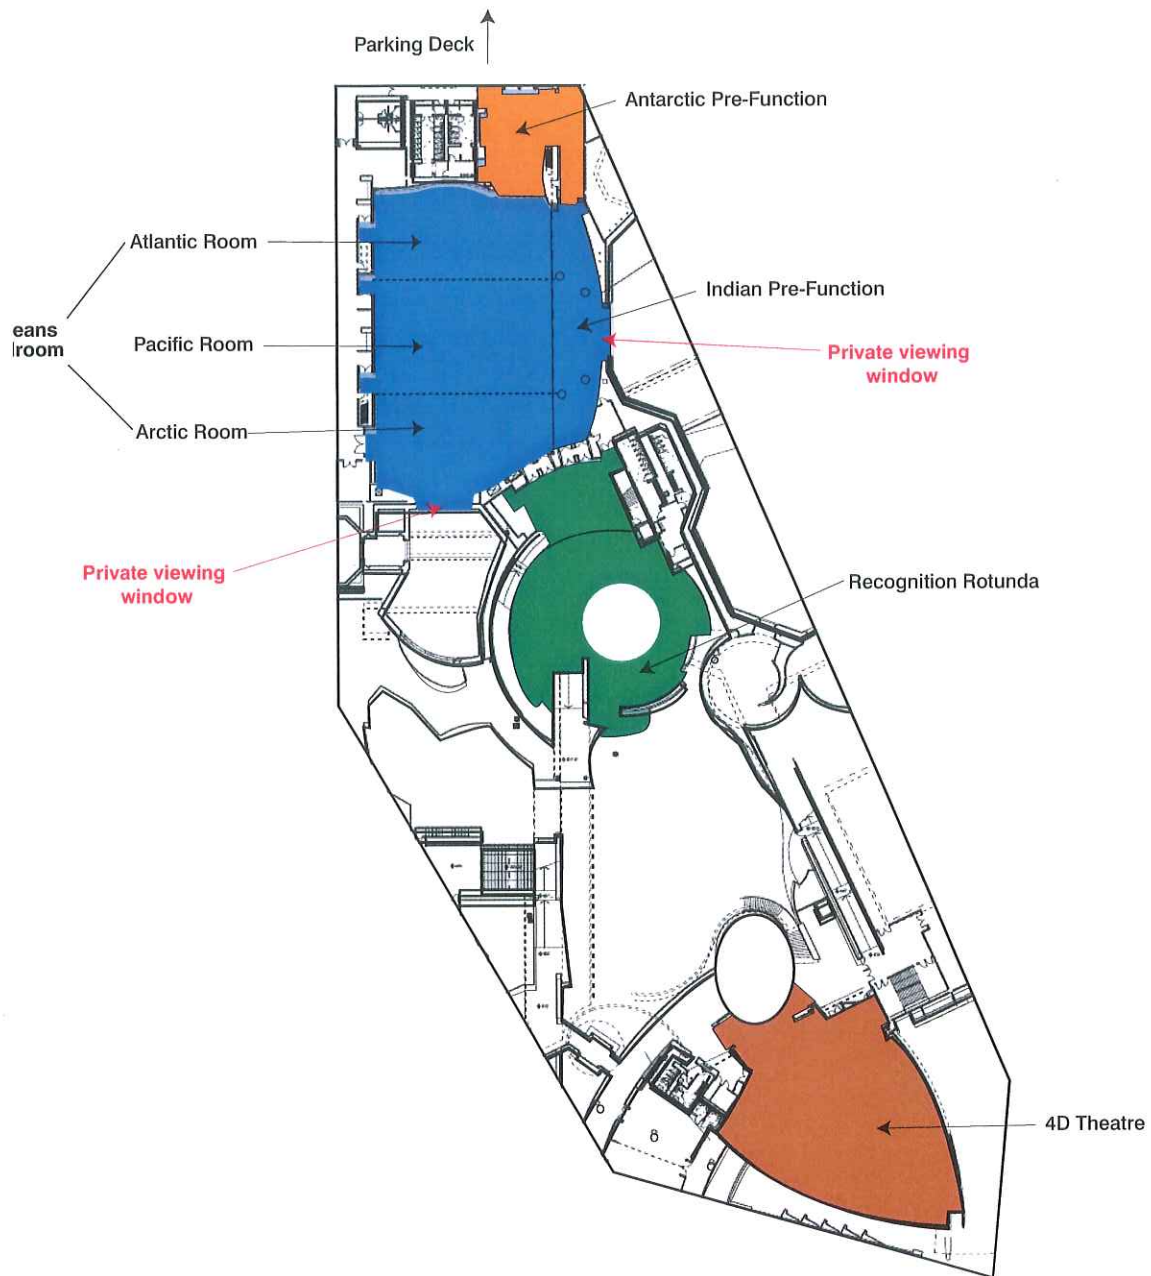 Parking Deck
Antarctic Pre-Function
Atlantic Room
Indian Pre-Function
eans
room
Pacific Room
Private viewing
window
Arctic Room
Private viewing
window
Recognition Rotunda
4D Theatre